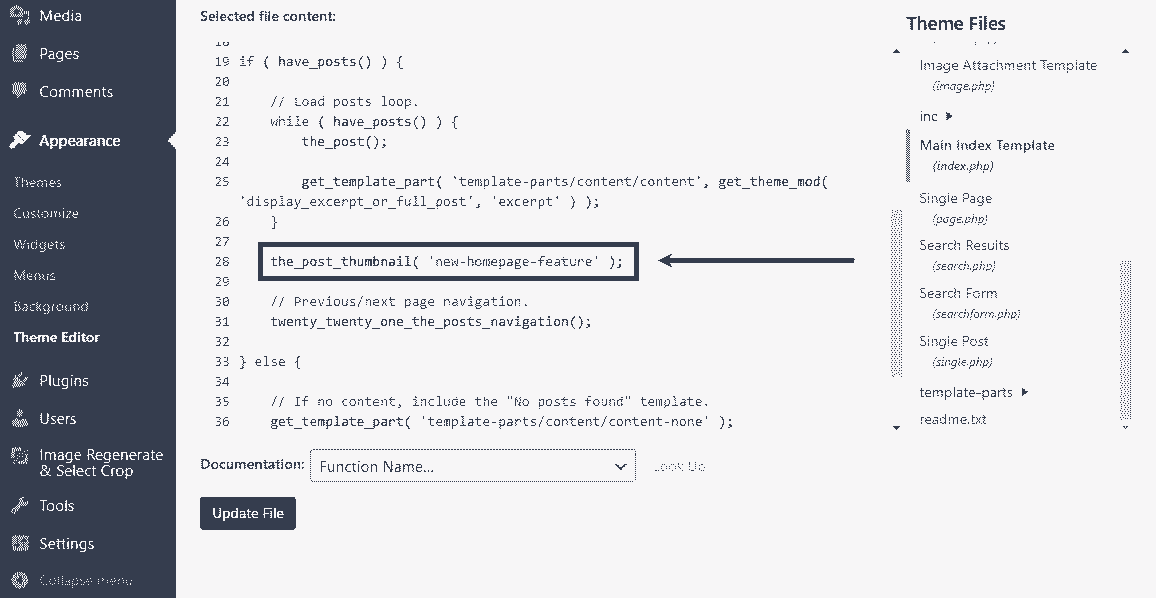 Media
Pages
Comments
Appearance
Themes
Customize
Widgets
Menus
Background
Theme Editor
Plugins
Users
Image Regenerate
& Select Crop
Tools
Settings
Collapse menu
Selected file content:
18
19 if ( have_posts() ) {
20
21 // Load posts loop.
22 while ( have_posts() ) {
23 the_post();
24
25 get_template_part( 'template-parts/content/content', get_theme_mod(
'display_excerpt_or_full_post', 'excerpt' ) );
26 }
27
28 the_post_thumbnail( 'new-homepage-feature' );
29
30 // Previous/next page navigation.
31 twenty_twenty_one_the_posts_navigation();
32
33 } else {
34
35 // If no content, include the "No posts found" template.
36 get_template_part( 'template-parts/content/content-none' );
Documentation: Function Name... Look Up
Update File
Theme Files
Image Attachment Template
(image.php)
inc
Main Index Template
(index.php)
Single Page
(page.php)
Search Results
(search.php)
Search Form
(searchform.php)
Single Post
(single.php)
template-parts
readme.txt